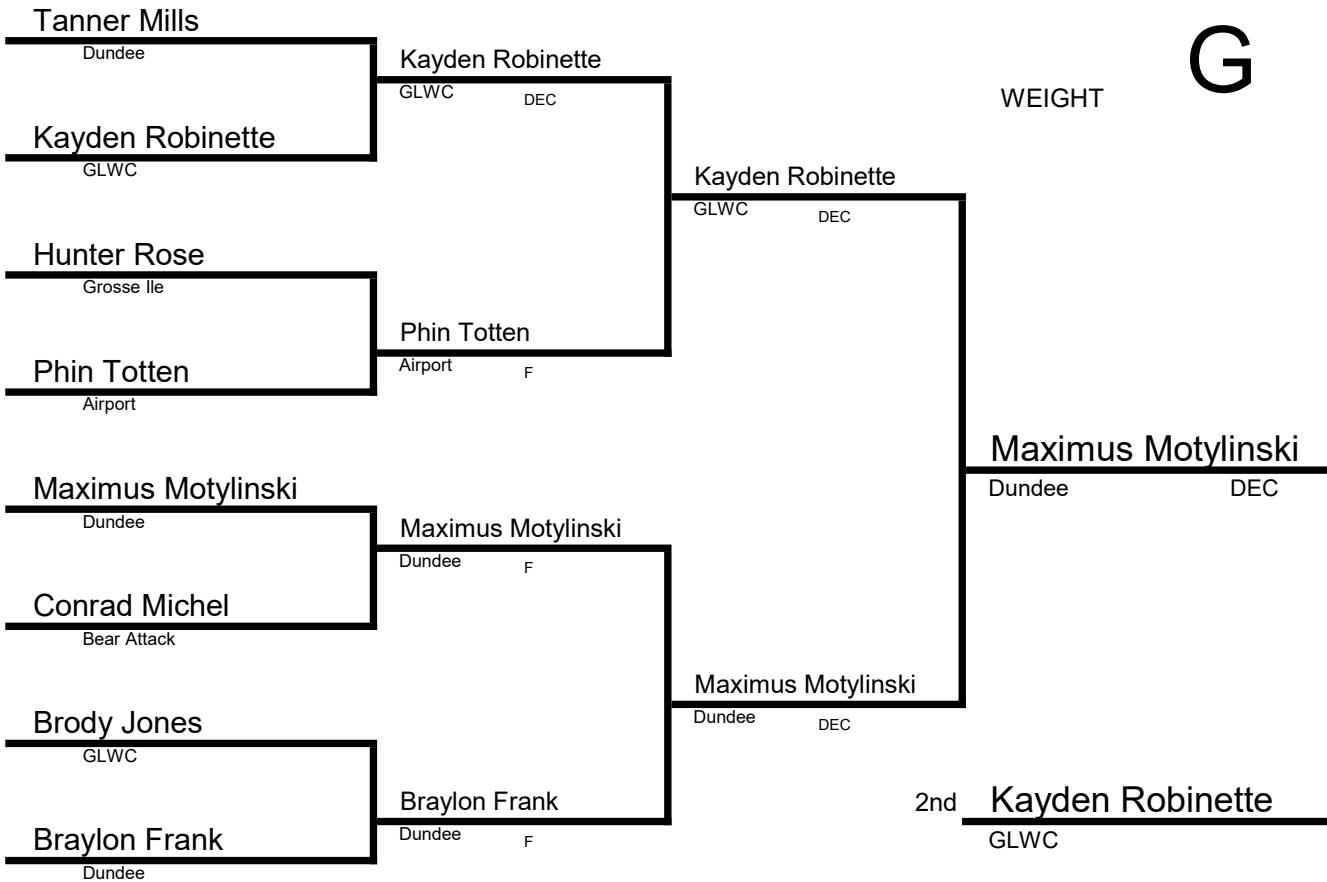 Tanner Mills
Dundee
Kayden Robinette
GLWC DEC
G
WEIGHT
Kayden Robinette
GLWC
Kayden Robinette
GLWC DEC
Hunter Rose
Grosse Ile
Phin Totten
Airport F
Phin Totten
Airport
Maximus Motylinski
Dundee DEC
Maximus Motylinski
Dundee
Maximus Motylinski
Dundee F
Conrad Michel
Bear Attack
Maximus Motylinski
Dundee DEC
Brody Jones
GLWC
Braylon Frank
Dundee F
2nd Kayden Robinette
GLWC
Braylon Frank
Dundee